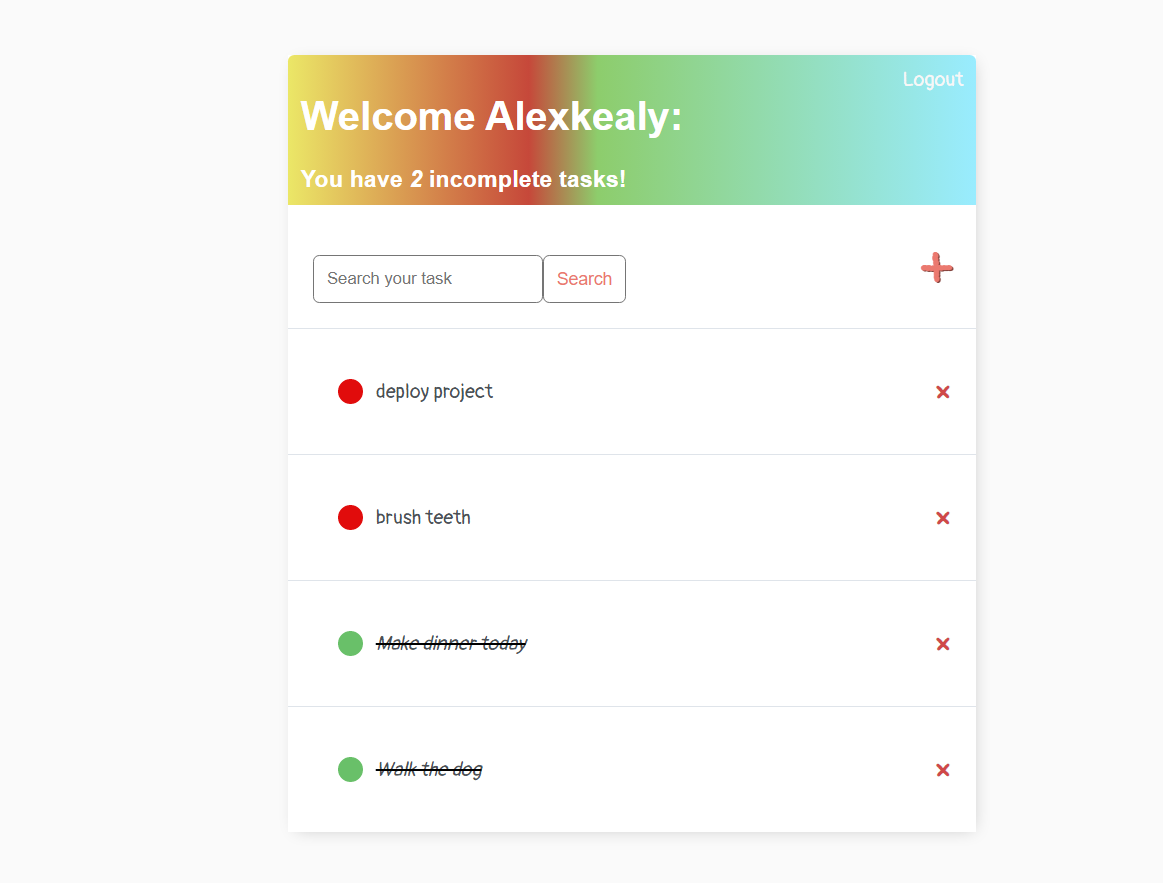 Logout
Welcome Alexkealy:
You have 2 incomplete tasks!
Search your task
Search
deploy project
brush teeth
Make dinner today
Walk the dog